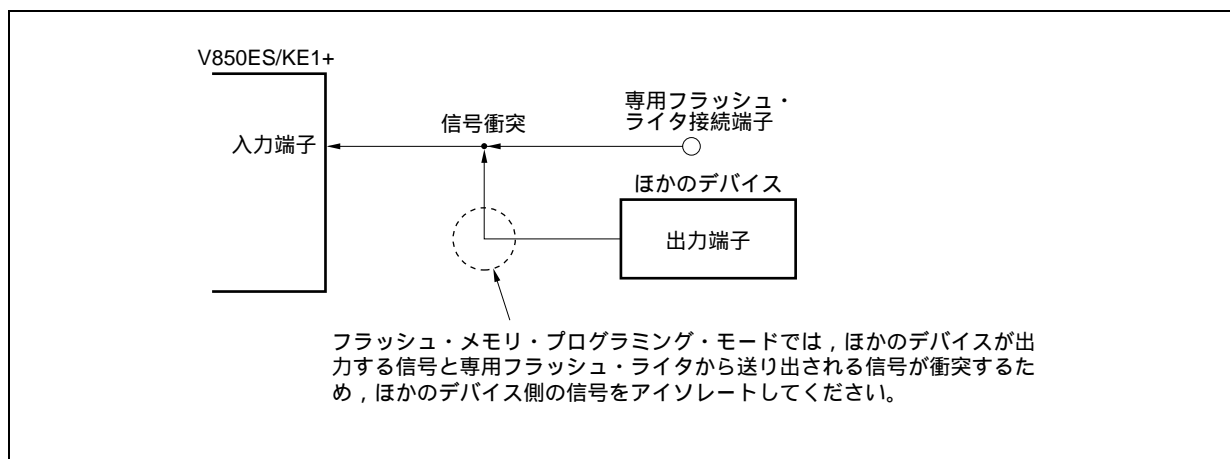 V850ES/KE1+
専用フラッシュ・
ライタ接続端子
信号衝突
入力端子
ほかのデバイス
出力端子
フラッシュ・メモリ・プログラミング・モードでは，ほかのデバイスが出
力する信号と専用フラッシュ・ライタから送り出される信号が衝突するた
め，ほかのデバイス側の信号をアイソレートしてください。